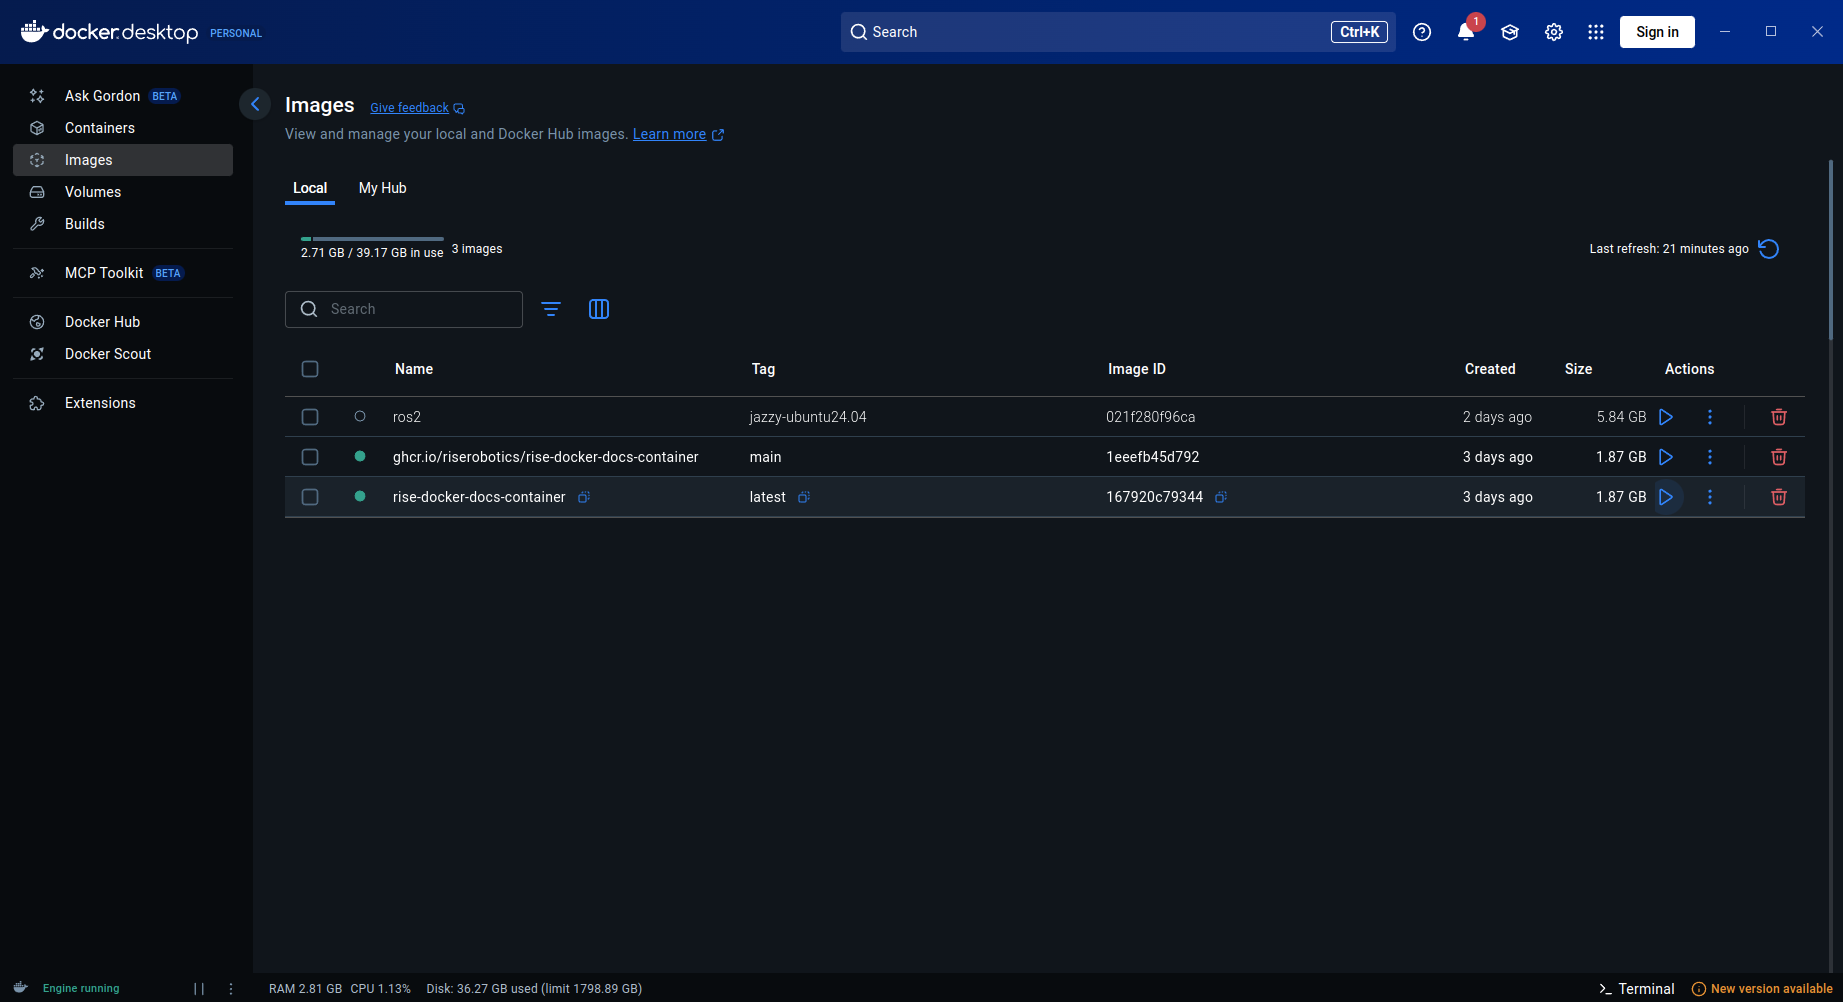 docker desktop PERSONAL
Search Ctrl+K
1
Sign in
Ask Gordon BETA
Containers
Images
Volumes
Builds
MCP Toolkit BETA
Docker Hub
Docker Scout
Extensions
Images Give feedback
View and manage your local and Docker Hub images. Learn more
Local My Hub
2.71 GB / 39.17 GB in use 3 images
Last refresh: 21 minutes ago
Search
Name Tag Image ID Created Size Actions
ros2 jazzy-ubuntu24.04 021f280f96ca 2 days ago 5.84 GB
ghcr.io/riserobotics/rise-docker-docs-container main 1eeefb45d792 3 days ago 1.87 GB
rise-docker-docs-container latest 167920c79344 3 days ago 1.87 GB
Engine running RAM 2.81 GB CPU 1.13% Disk: 36.27 GB used (limit 1798.89 GB) Terminal New version available